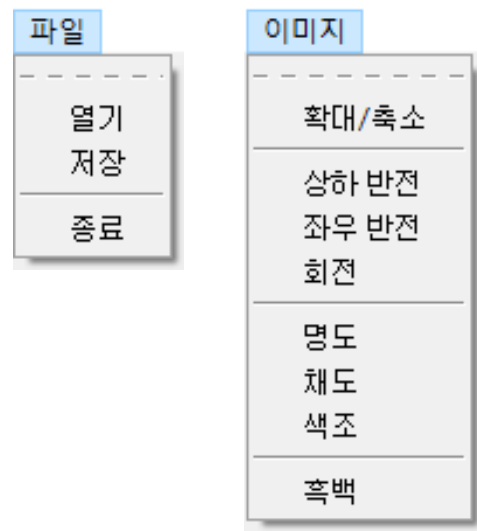 파일
열기
저장
종료
이미지
확대/축소
상하 반전
좌우 반전
회전
명도
채도
색조
흑백